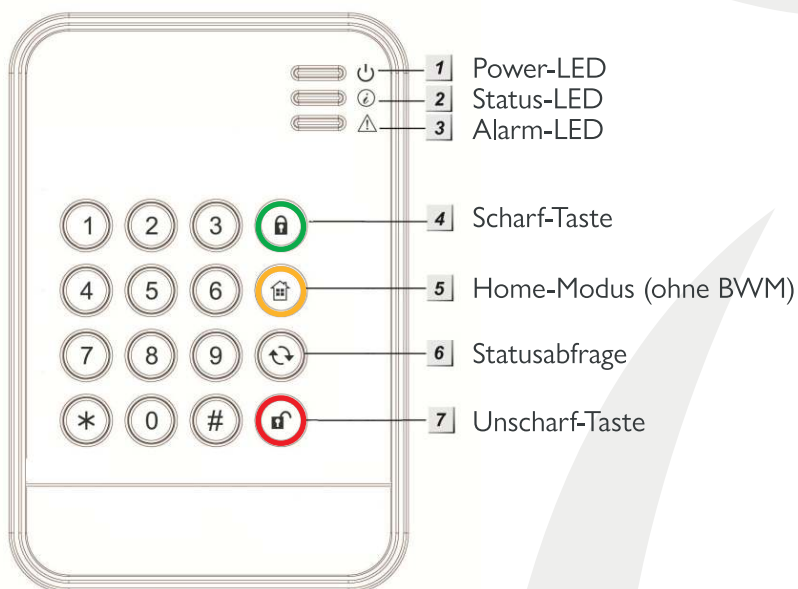 1 Power-LED
2 Status-LED
3 Alarm-LED
1 2 3
4 Scharf-Taste
4 5 6
5 Home-Modus (ohne BWM)
7 8 9
6 Statusabfrage
* 0 #
7 Unscharf-Taste